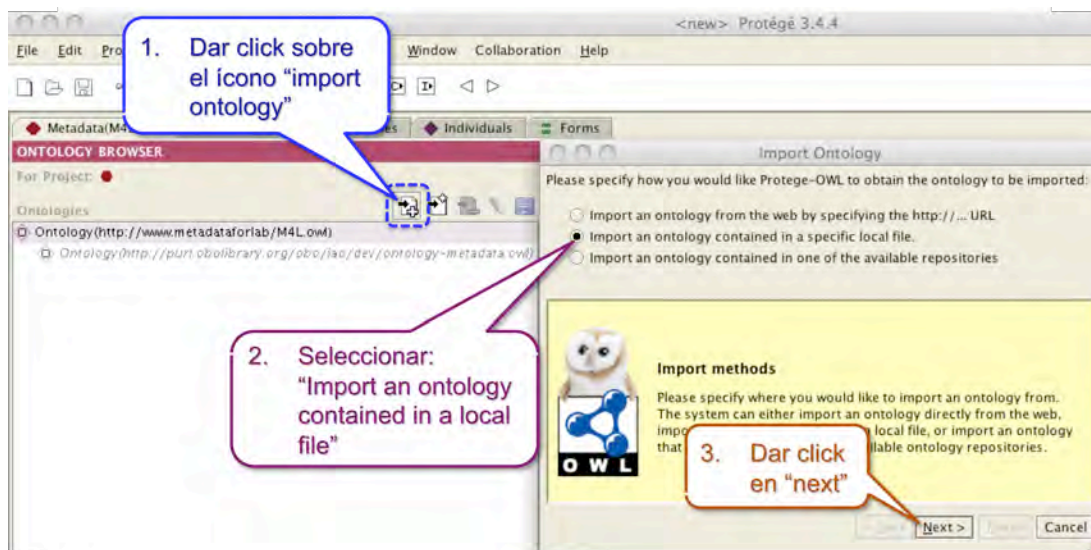 <new> Protégé 3.4.4
File Edit Pro Window Collaboration Help
1. Dar click sobre
el ícono “import
ontology”
Metadata(M4 es Individuals Forms
ONTOLOGY BROWSER
For Project:
Ontologies
Ontology(http://www.metadataforlab/M4L.owl)
Ontology(http://purl.obolibrary.org/obo/iao/dev/ontology-metadata.owl)
Import Ontology
Please specify how you would like Protege-OWL to obtain the ontology to be imported:
Import an ontology from the web by specifying the http://... URL
Import an ontology contained in a specific local file.
Import an ontology contained in one of the available repositories
2. Seleccionar:
“Import an ontology
contained in a local
file”
Import methods
Please specify where you would like to import an ontology from.
The system can either import an ontology directly from the web,
impo local file, or import an ontology
that lable ontology repositories.
OWL
3. Dar click
en “next”
Next > Cancel